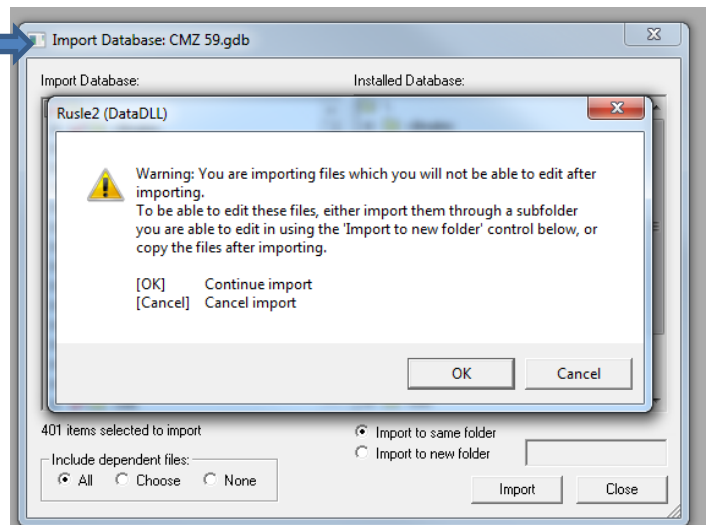 Import Database: CMZ 59.gdb
Import Database:
Installed Database:
Rusle2 (DataDLL)
Warning: You are importing files which you will not be able to edit after
importing.
To be able to edit these files, either import them through a subfolder
you are able to edit in using the 'Import to new folder' control below, or
copy the files after importing.
[OK] Continue import
[Cancel] Cancel import
OK
Cancel
401 items selected to import
Import to same folder
Import to new folder
Include dependent files:
All
Choose
None
Import
Close